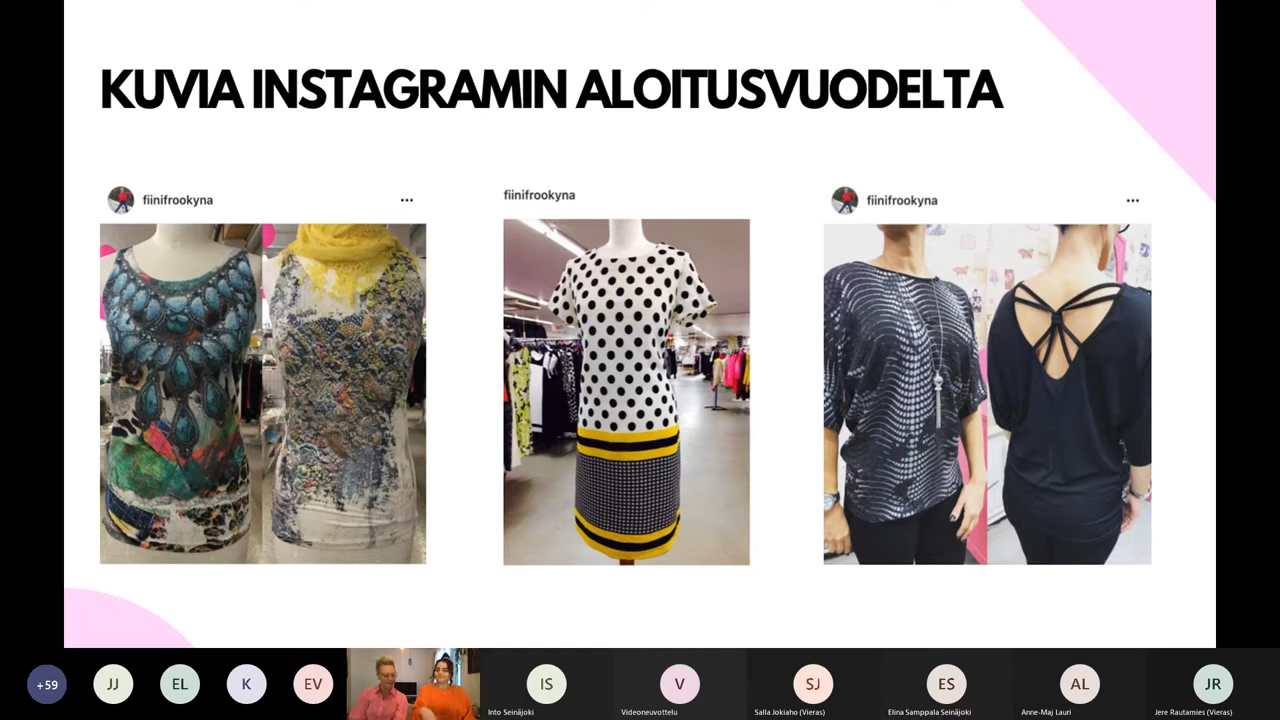 KUVIA INSTAGRAMIN ALOITUSVUODELTA
fiinifrookyna
fiinifrookyna
fiinifrookyna
+59
JJ
EL
K
EV
IS
V
SJ
ES
AL
JR
Into Seinäjoki
Videoneuvottelu
Salla Jokiaho (Vieras)
Elina Samppala Seinäjoki
Anne-Maj Lauri
Jere Rautamies (Vieras)